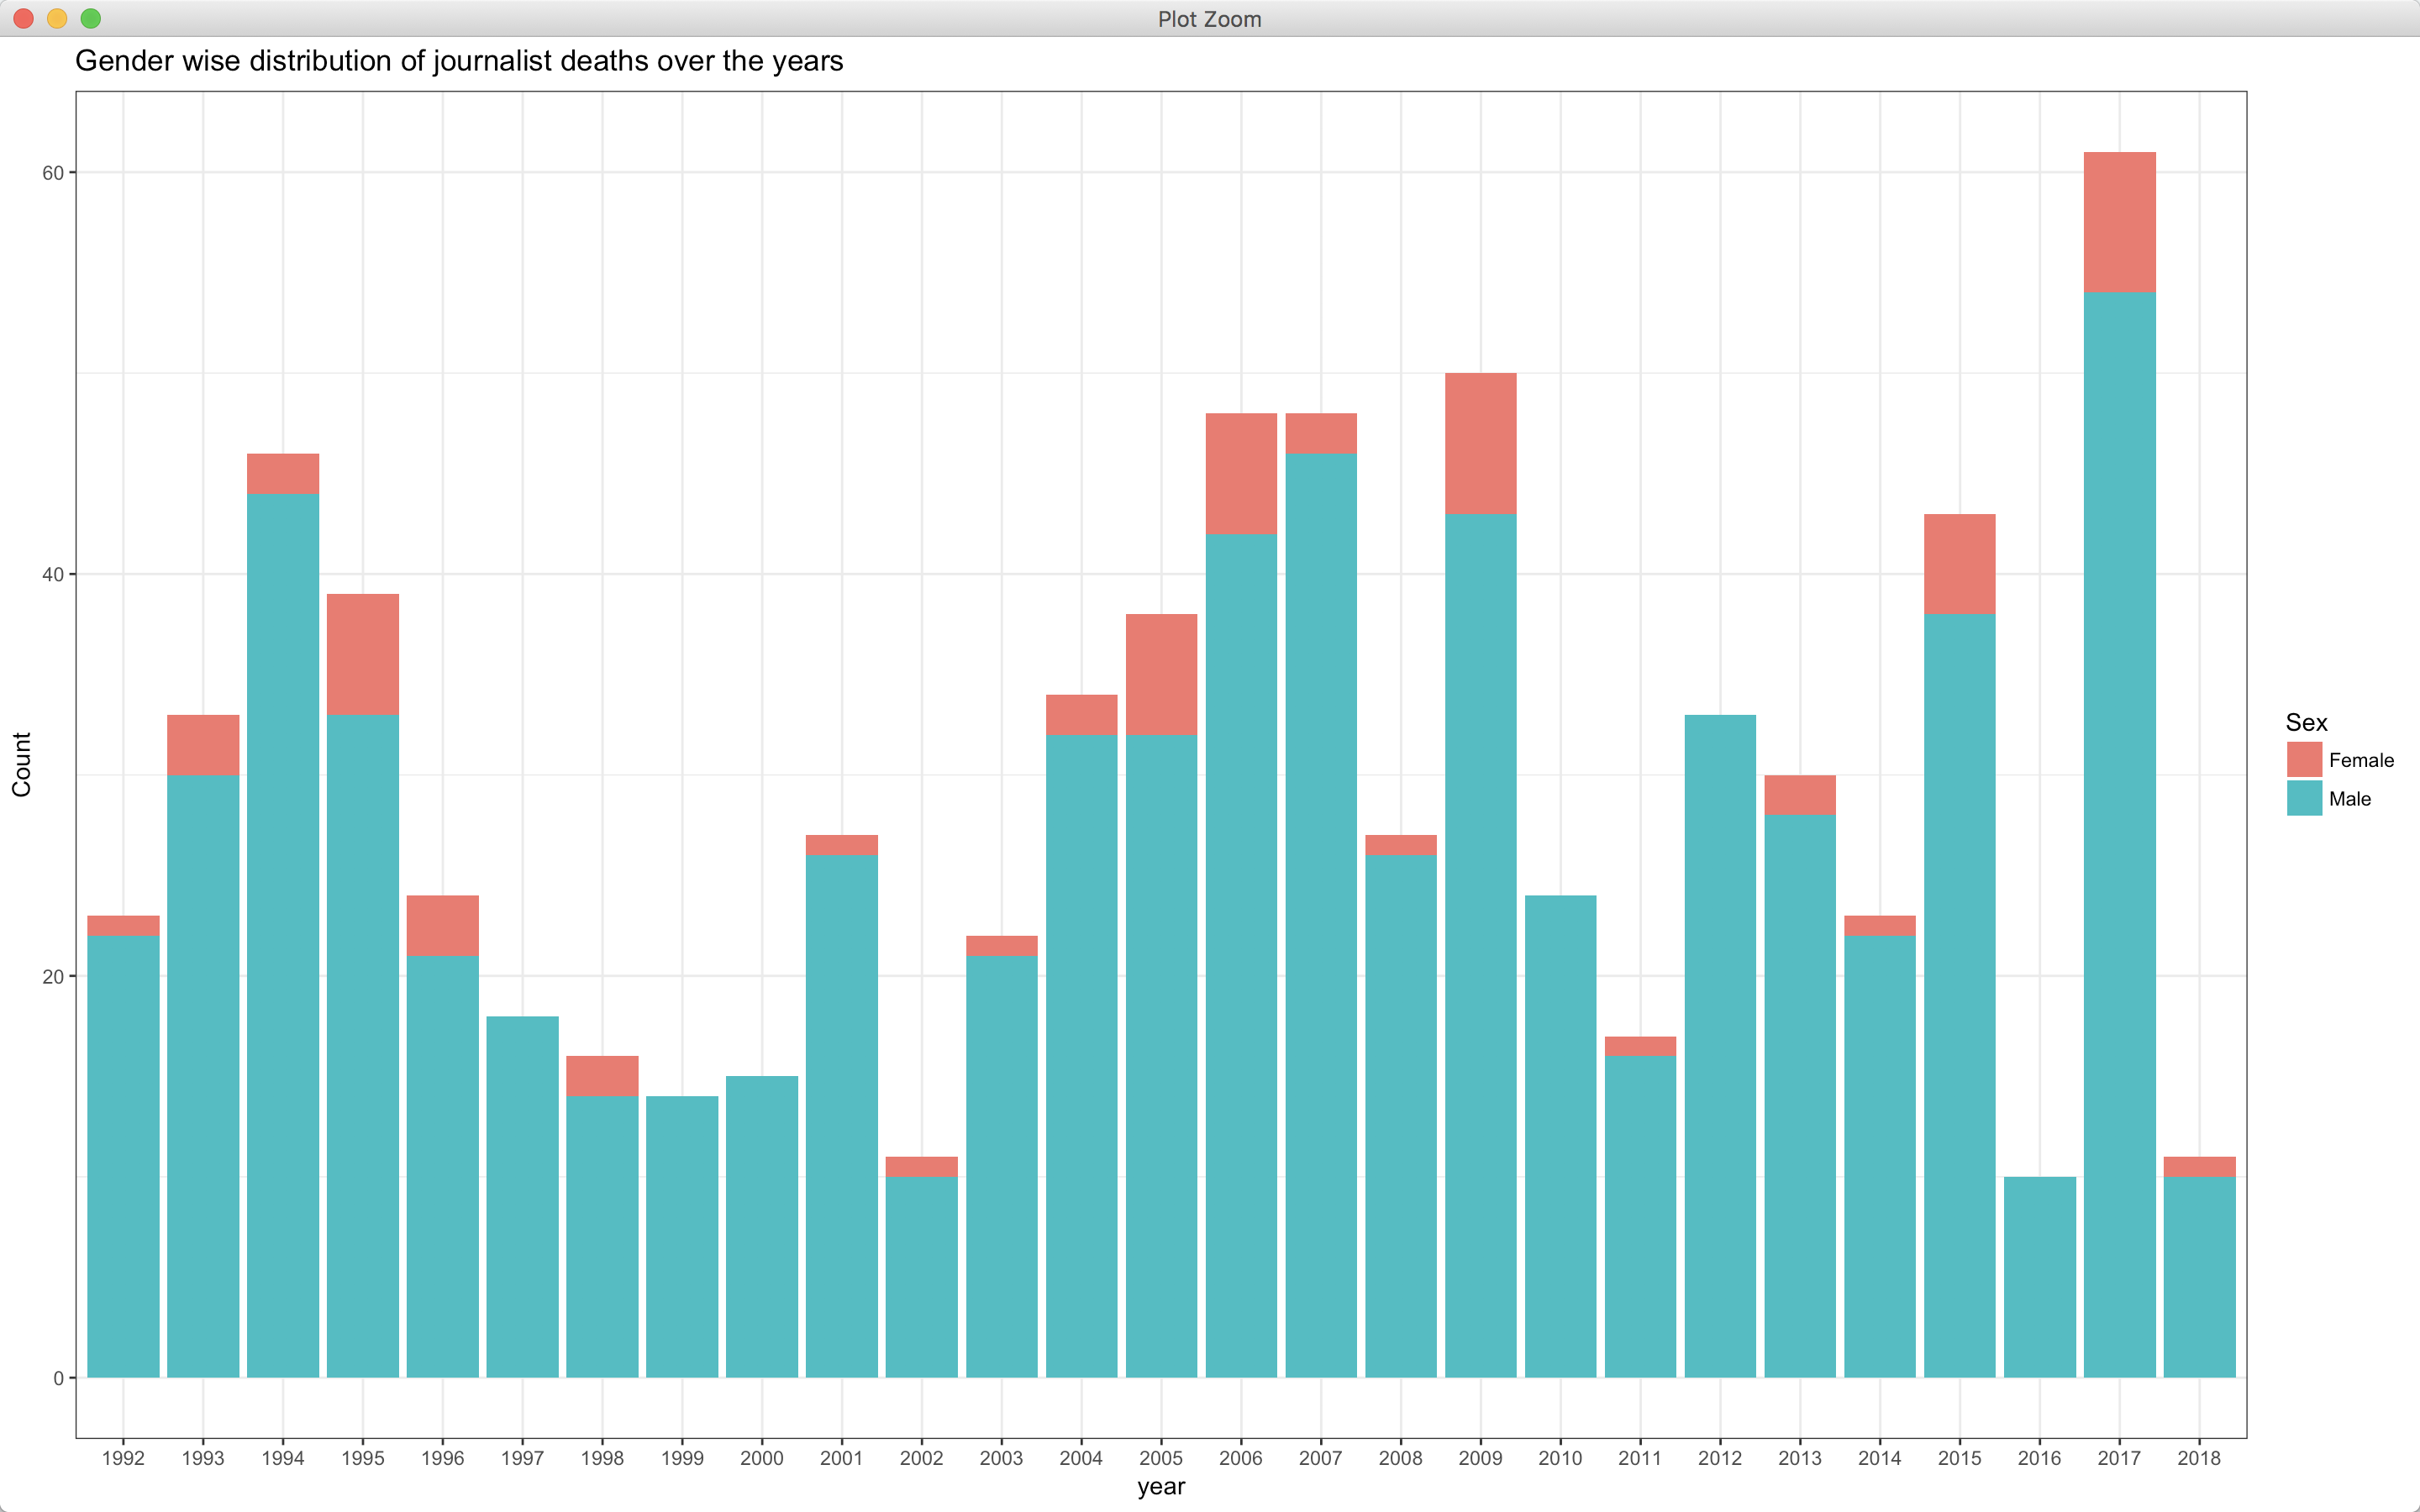 Plot Zoom
Gender wise distribution of journalist deaths over the years
60
40
20
0
Count
1992 1993 1994 1995 1996 1997 1998 1999 2000 2001 2002 2003 2004 2005 2006 2007 2008 2009 2010 2011 2012 2013 2014 2015 2016 2017 2018
year
Sex
Female
Male